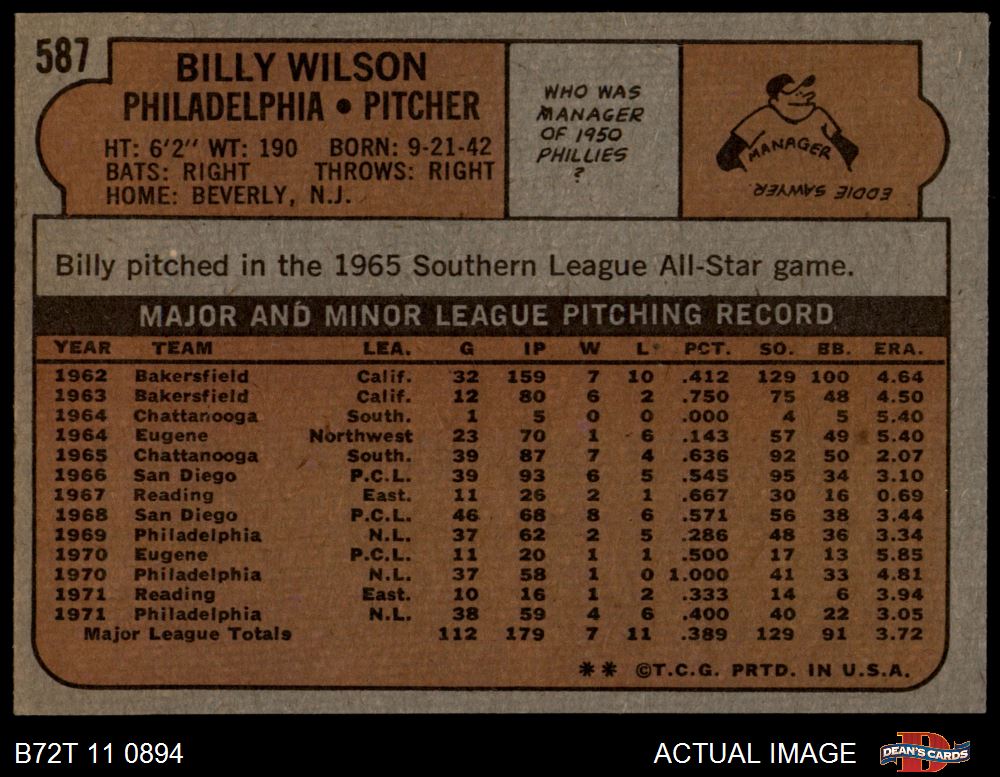 587
BILLY WILSON
PHILADELPHIA • PITCHER
HT: 6'2" WT: 190 BORN: 9-21-42
BATS: RIGHT THROWS: RIGHT
HOME: BEVERLY, N.J.
WHO WAS
MANAGER
OF 1950
PHILLIES
?
MANAGER
EDDIE SAWYER
Billy pitched in the 1965 Southern League All-Star game.
MAJOR AND MINOR LEAGUE PITCHING RECORD
YEAR TEAM LEA. G IP W L PCT. SO. BB. ERA.
1962 Bakersfield Calif. 32 159 7 10 .412 129 100 4.64
1963 Bakersfield Calif. 12 80 6 2 .750 75 48 4.50
1964 Chattanooga South. 1 5 0 0 .000 4 5 5.40
1964 Eugene Northwest 23 70 1 6 .143 57 49 5.40
1965 Chattanooga South. 39 87 7 4 .636 92 50 2.07
1966 San Diego P.C.L. 39 93 6 5 .545 95 34 3.10
1967 Reading East. 11 26 2 1 .667 30 16 0.69
1968 San Diego P.C.L. 46 68 8 6 .571 56 38 3.44
1969 Philadelphia N.L. 37 62 2 5 .286 48 36 3.34
1970 Eugene P.C.L. 11 20 1 1 .500 17 13 5.85
1970 Philadelphia N.L. 37 58 1 0 1.000 41 33 4.81
1971 Reading East. 10 16 1 2 .333 14 6 3.94
1971 Philadelphia N.L. 38 59 4 6 .400 40 22 3.05
Major League Totals 112 179 7 11 .389 129 91 3.72
** ©T.C.G. PRTD. IN U.S.A.
B72T 11 0894
ACTUAL IMAGE
DEAN'S CARDS